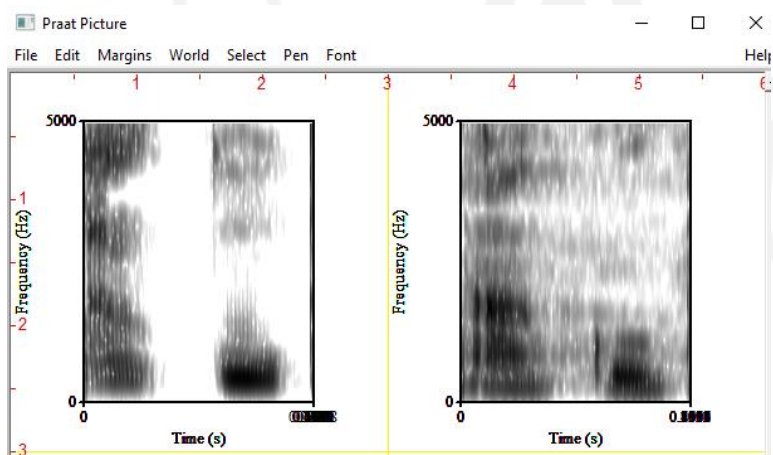 Praat Picture
File Edit Margins World Select Pen Font Help
1 2 3 4 5 6
5000
Frequency (Hz)
0
0
Time (s)
5000
Frequency (Hz)
0
0
Time (s)
1
2
3